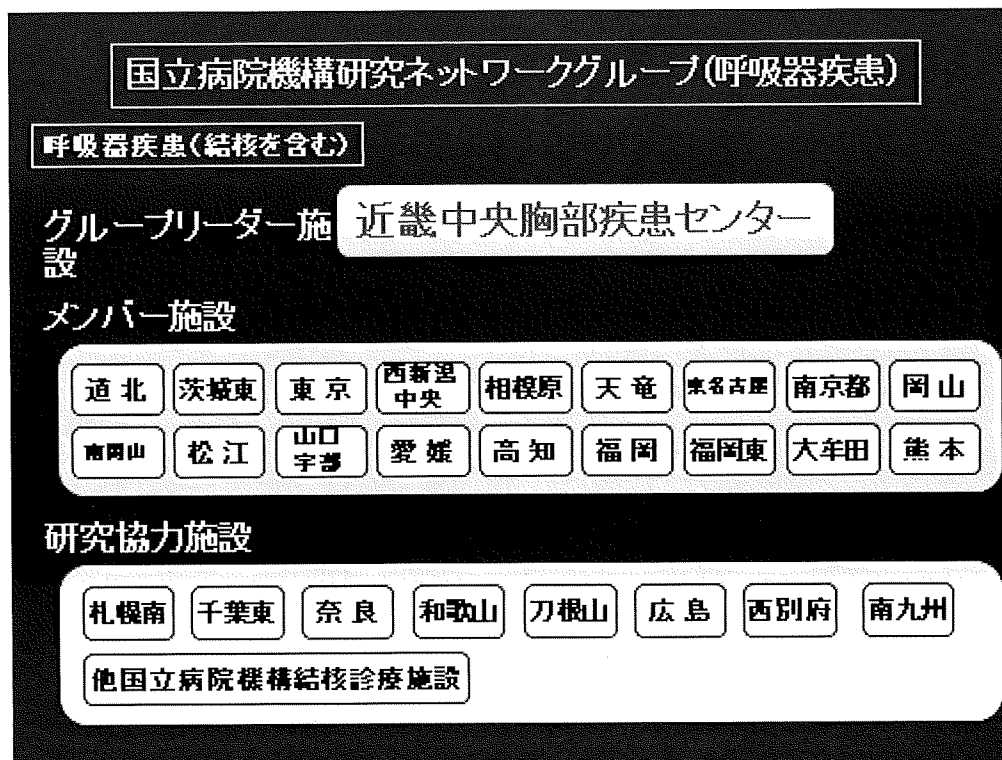 国立病院機構研究ネットワークグループ(呼吸器疾患)
呼吸器疾患(結核を含む)
グループリーダー施設
近畿中央胸部疾患センター
メンバー施設
道北 茨城東 東京 西新潟中央 相模原 天竜 東名古屋 南京都 岡山
南岡山 松江 山口宇部 愛媛 高知 福岡 福岡東 大牟田 熊本
研究協力施設
札幌南 千葉東 奈良 和歌山 刀根山 広島 西別府 南九州
他国立病院機構結核診療施設